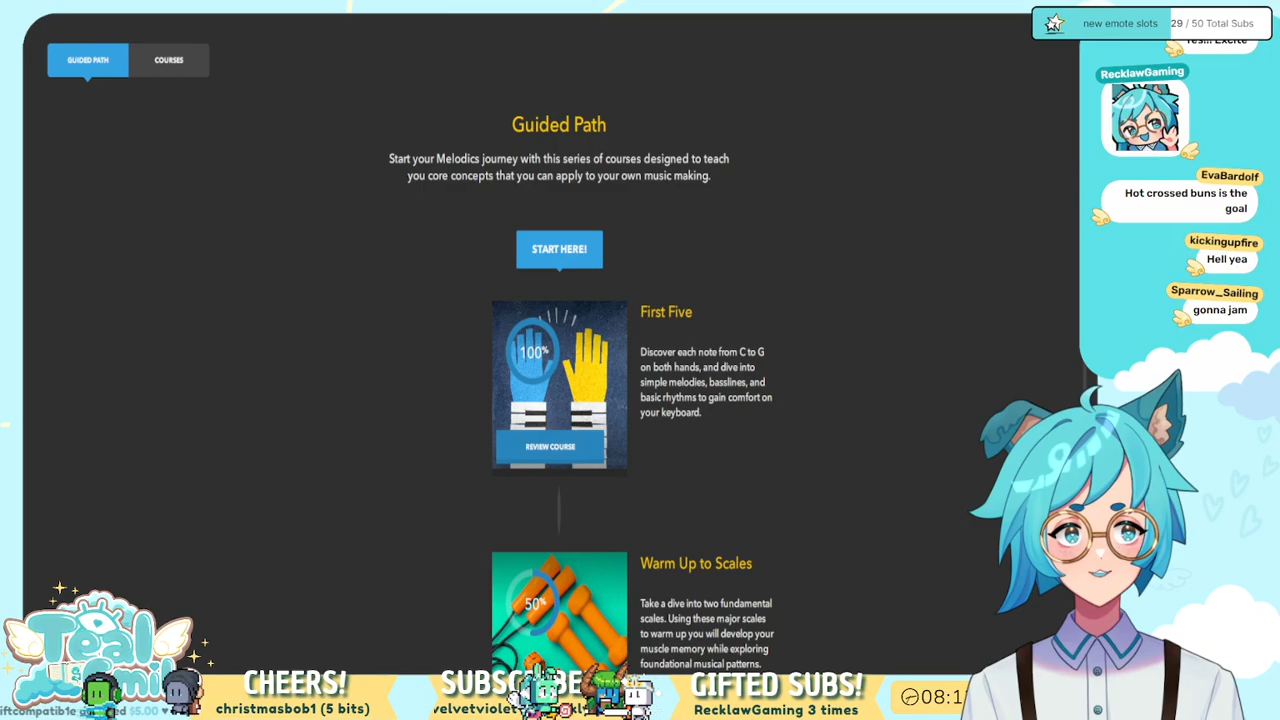 new emote slots
29 / 50 Total Subs
GUIDED PATH
COURSES
Guided Path
Start your Melodics journey with this series of courses designed to teach
you core concepts that you can apply to your own music making.
START HERE!
100%
REVIEW COURSE
First Five
Discover each note from C to G
on both hands, and dive into
simple melodies, basslines, and
basic rhythms to gain comfort on
your keyboard.
50%
Warm Up to Scales
Take a dive into two fundamental
scales. Using these major scales
to warm up you will develop your
muscle memory while exploring
foundational musical patterns.
RecklawGaming
EvaBardolf
Hot crossed buns is the
goal
kickingupfire
Hell yea
Sparrow_Sailing
gonna jam
Teal
CHEERS!
christmasbob1 (5 bits)
GIFTED SUBS!
RecklawGaming 3 times
$5.00